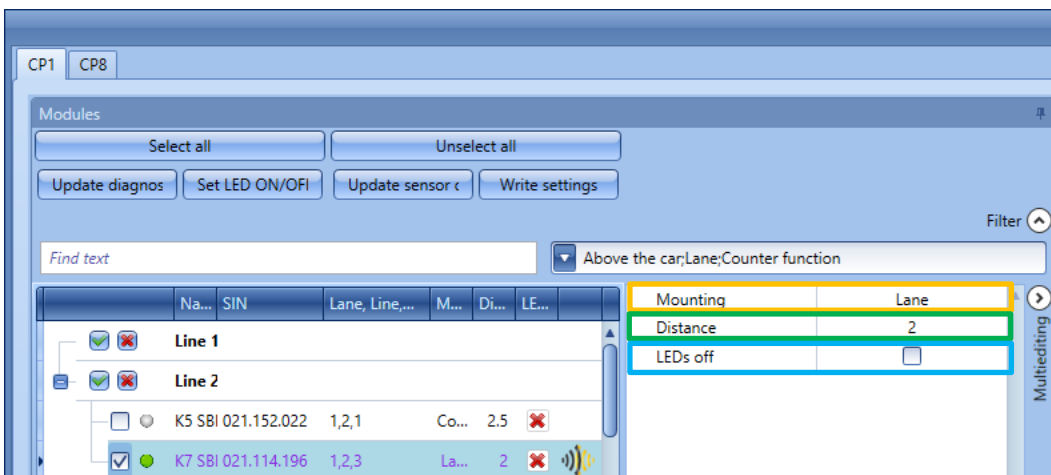 CP1 CP8
Modules
Select all Unselect all
Update diagnos Set LED ON/OFI Update sensor c Write settings
Filter
Find text Above the car;Lane;Counter function
Na... SIN Lane, Line,... M... Di... LE...
Mounting Lane
Distance 2
LEDs off
Multiediting
Line 1
Line 2
K5 SBI 021.152.022 1,2,1 Co... 2.5
K7 SBI 021.114.196 1,2,3 La... 2